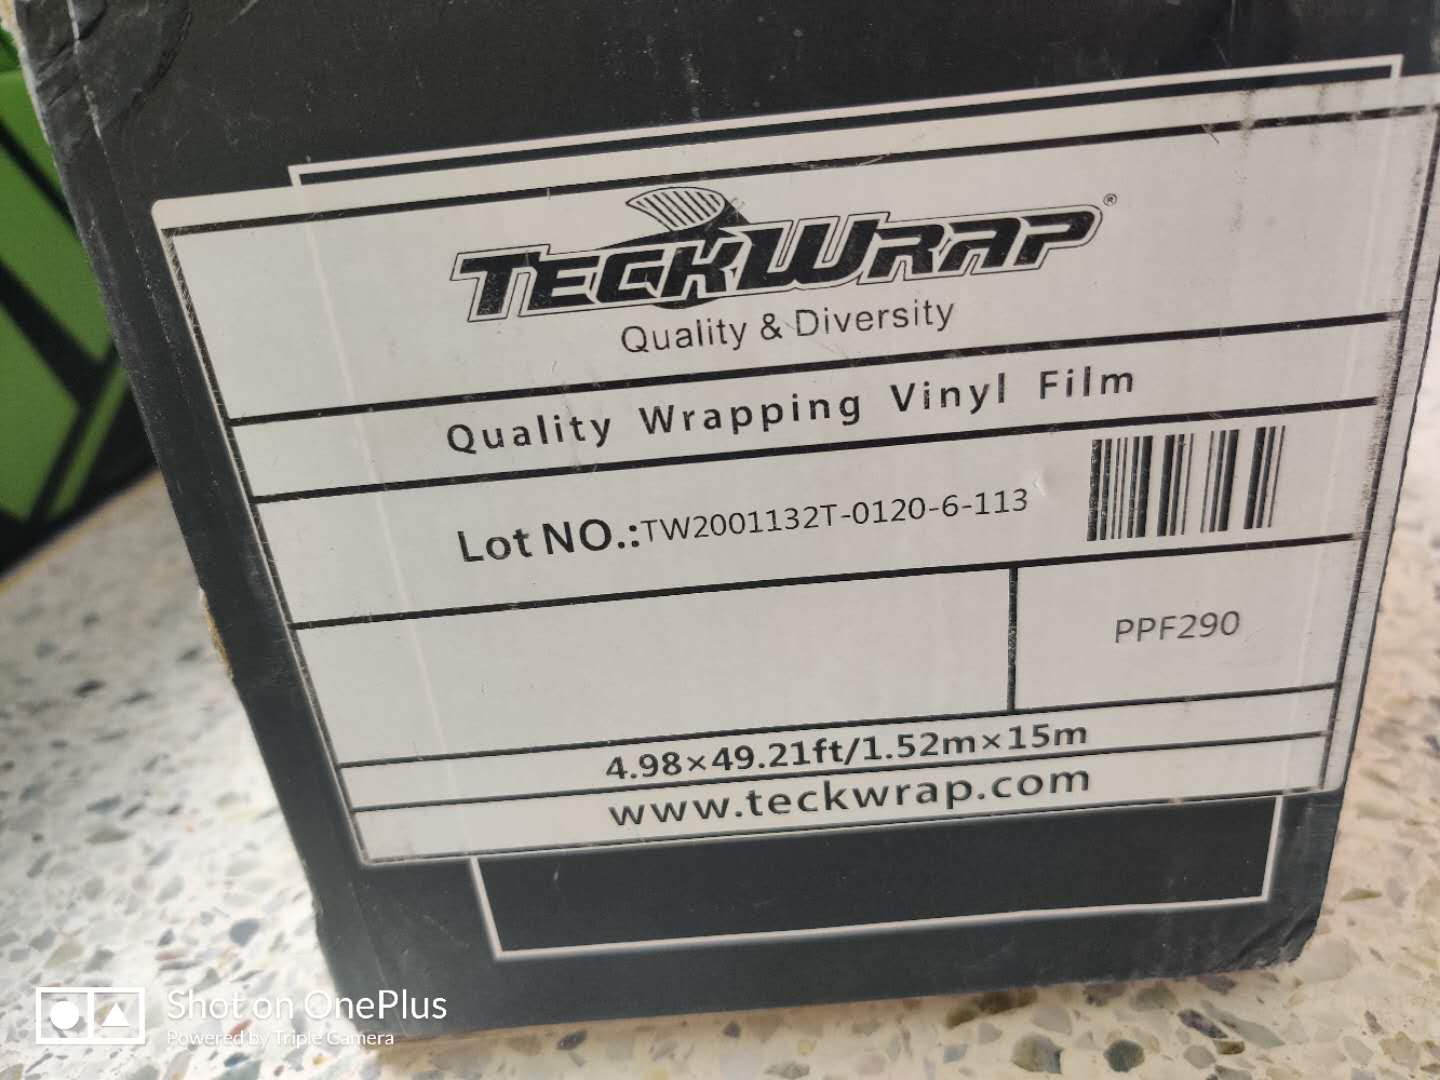 TECKWRAP®
Quality & Diversity
Quality Wrapping Vinyl Film
Lot NO.:TW2001132T-0120-6-113
PPF290
4.98×49.21ft/1.52m×15m
www.teckwrap.com
Shot on OnePlus
Powered by Triple Camera